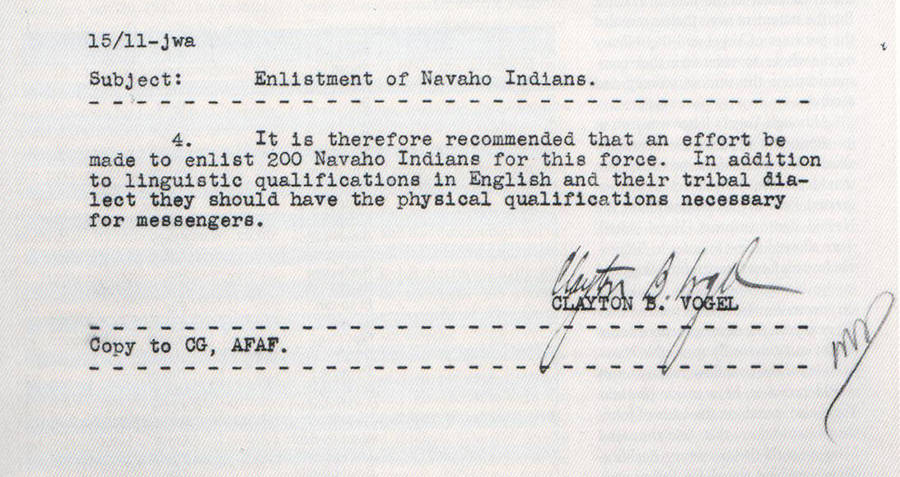 15/11-jwa
Subject: Enlistment of Navaho Indians.
- - - - - - - - - - - - - - - - - - - - - - - - - - - - - - - - - - - - - - - - - - - - - -
4. It is therefore recommended that an effort be
made to enlist 200 Navaho Indians for this force. In addition
to linguistic qualifications in English and their tribal dia-
lect they should have the physical qualifications necessary
for messengers.
Clayton B. Vogel
CLAYTON B. VOGEL
- - - - - - - - - - - - - - - - - - - - - - - - - - - - - - - - - - - - - - - - - - - - - -
Copy to CG, AFAF.
- - - - - - - - - - - - - - - - - - - - - - - - - - - - - - - - - - - - - - - - - - - - - -